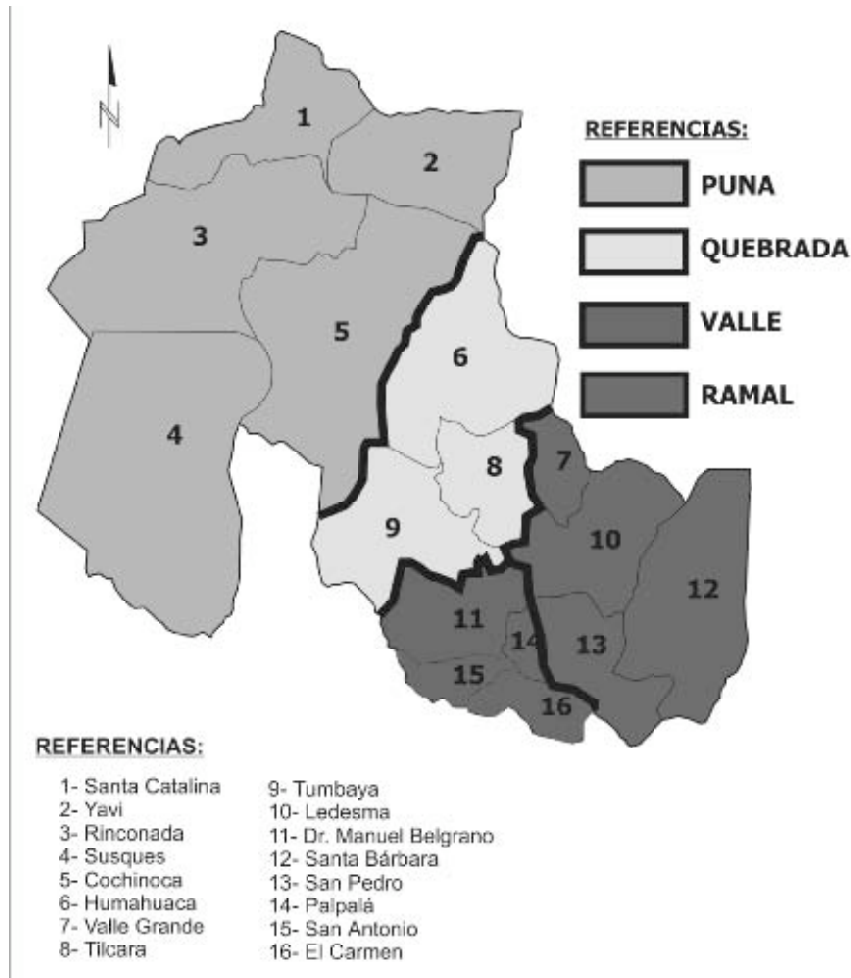 N
1
2
3
4
5
6
7
8
9
10
11
12
13
14
15
16
REFERENCIAS:
PUNA
QUEBRADA
VALLE
RAMAL
REFERENCIAS:
1- Santa Catalina
2- Yavi
3- Rinconada
4- Susques
5- Cochinoca
6- Humahuaca
7- Valle Grande
8- Tilcara
9- Tumbaya
10- Ledesma
11- Dr. Manuel Belgrano
12- Santa Bárbara
13- San Pedro
14- Palpalá
15- San Antonio
16- El Carmen